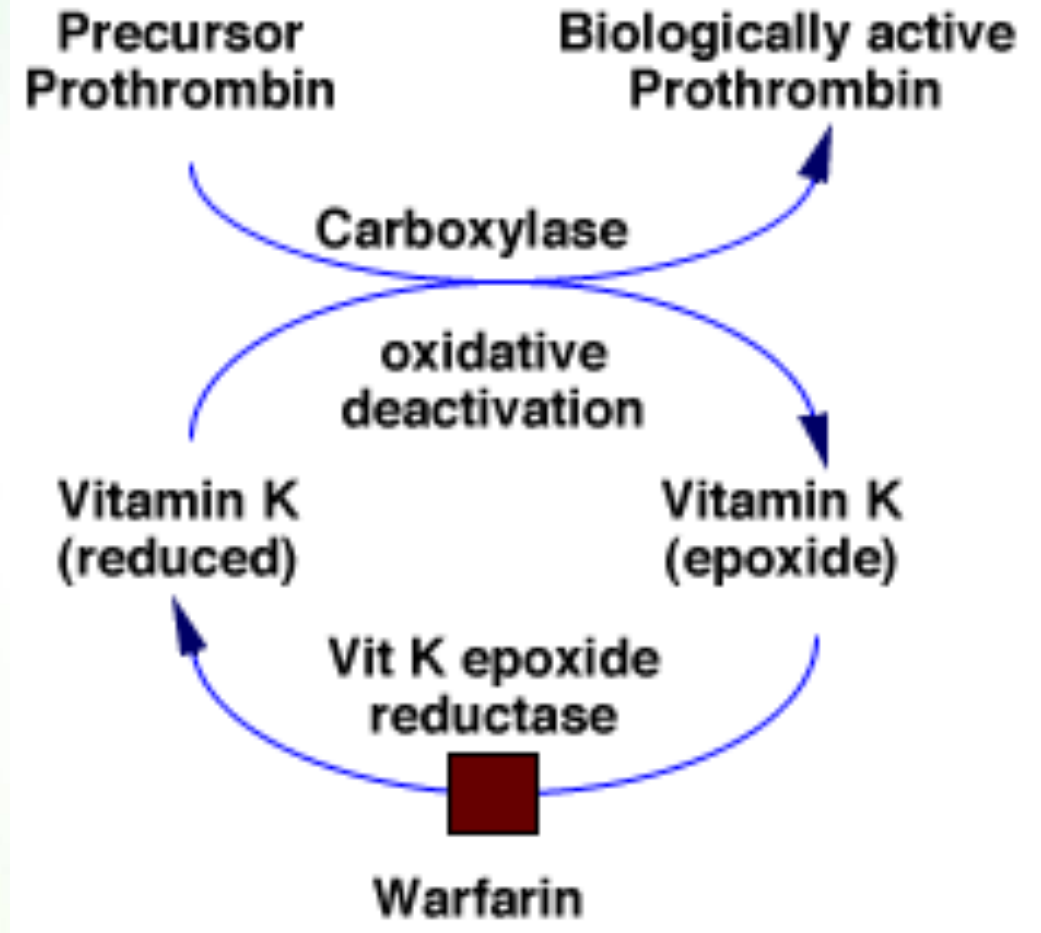 Precursor
Prothrombin
Biologically active
Prothrombin
Carboxylase
oxidative
deactivation
Vitamin K
(reduced)
Vitamin K
(epoxide)
Vit K epoxide
reductase
Warfarin